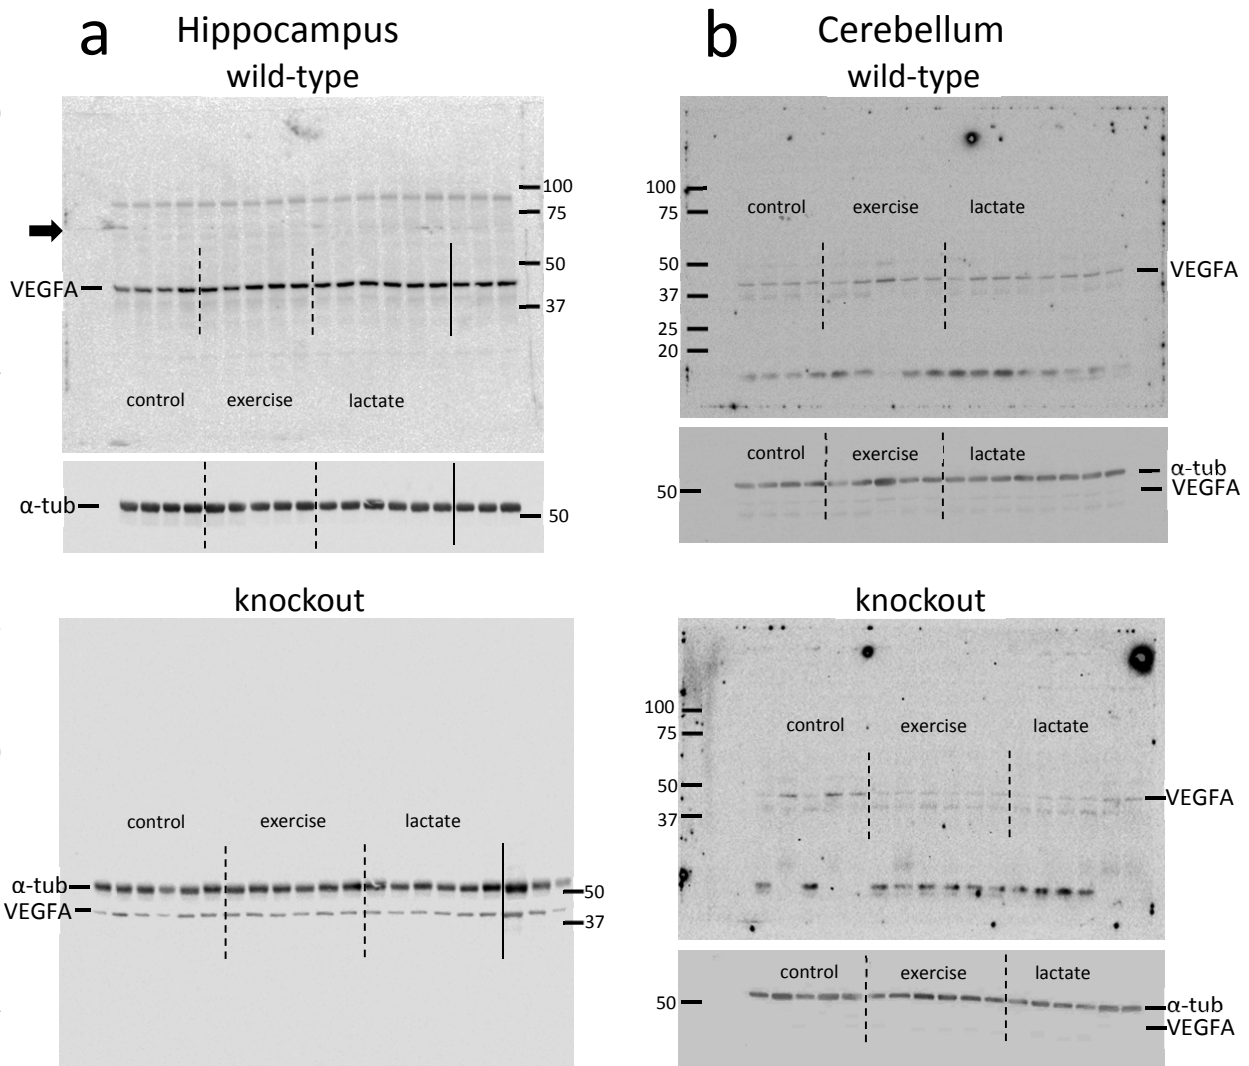 a
Hippocampus
wild-type
100
75
50
VEGFA
37
control exercise lactate
α-tub
50
knockout
control exercise lactate
α-tub
50
VEGFA
37
b
Cerebellum
wild-type
100
75
control exercise lactate
50
VEGFA
37
25
20
control exercise lactate
α-tub
50
VEGFA
knockout
100
75
control exercise lactate
50
VEGFA
37
control exercise lactate
50
α-tub
VEGFA